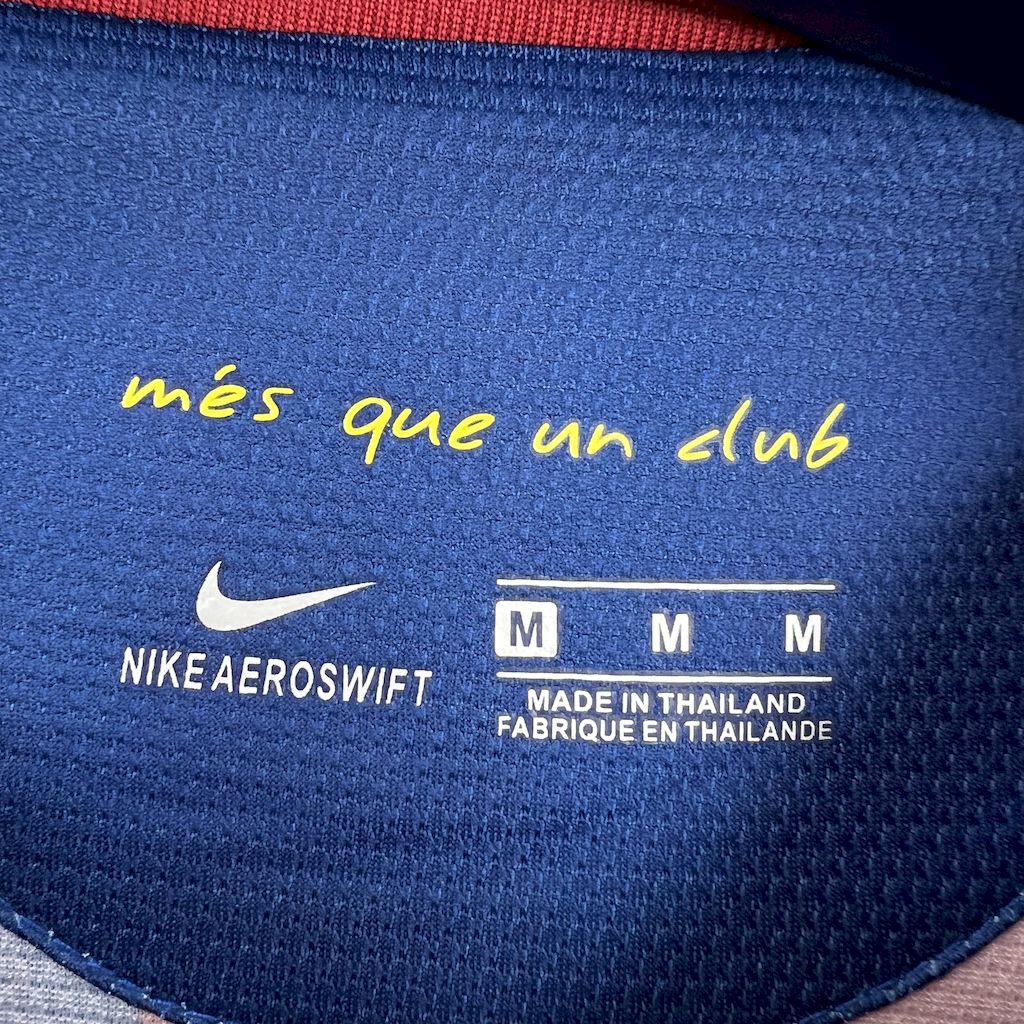 més que un club
NIKE AEROSWIFT
M M M
MADE IN THAILAND
FABRIQUE EN THAILANDE